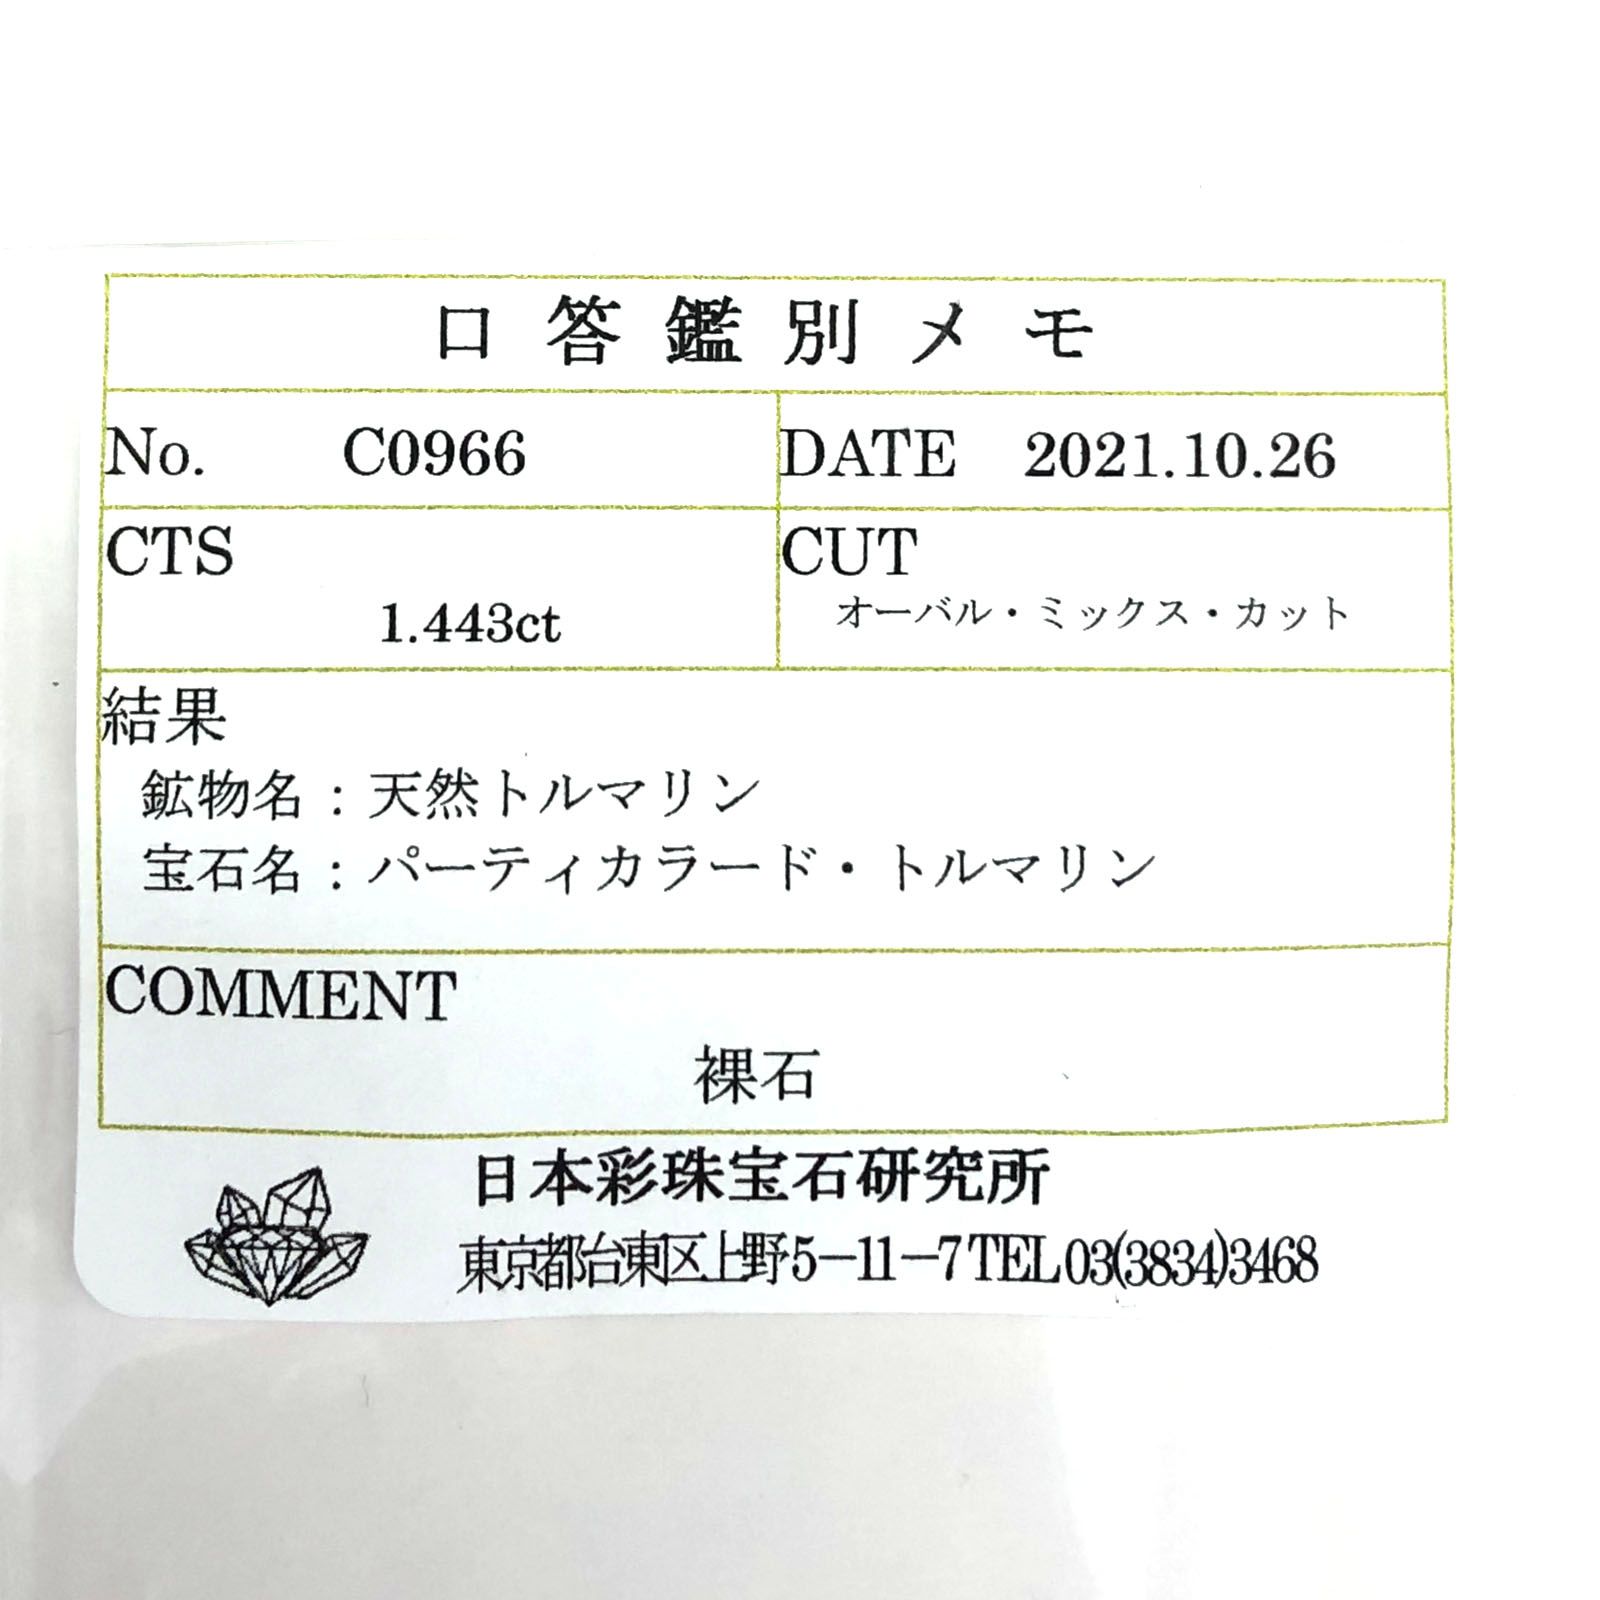 口答鑑別メモ
No. C0966 DATE 2021.10.26
CTS CUT
1.443ct オーバル・ミックス・カット
結果
鉱物名：天然トルマリン
宝石名：パーティカラード・トルマリン
COMMENT
裸石
日本彩珠宝石研究所
東京都台東区上野5-11-7 TEL 03(3834)3468